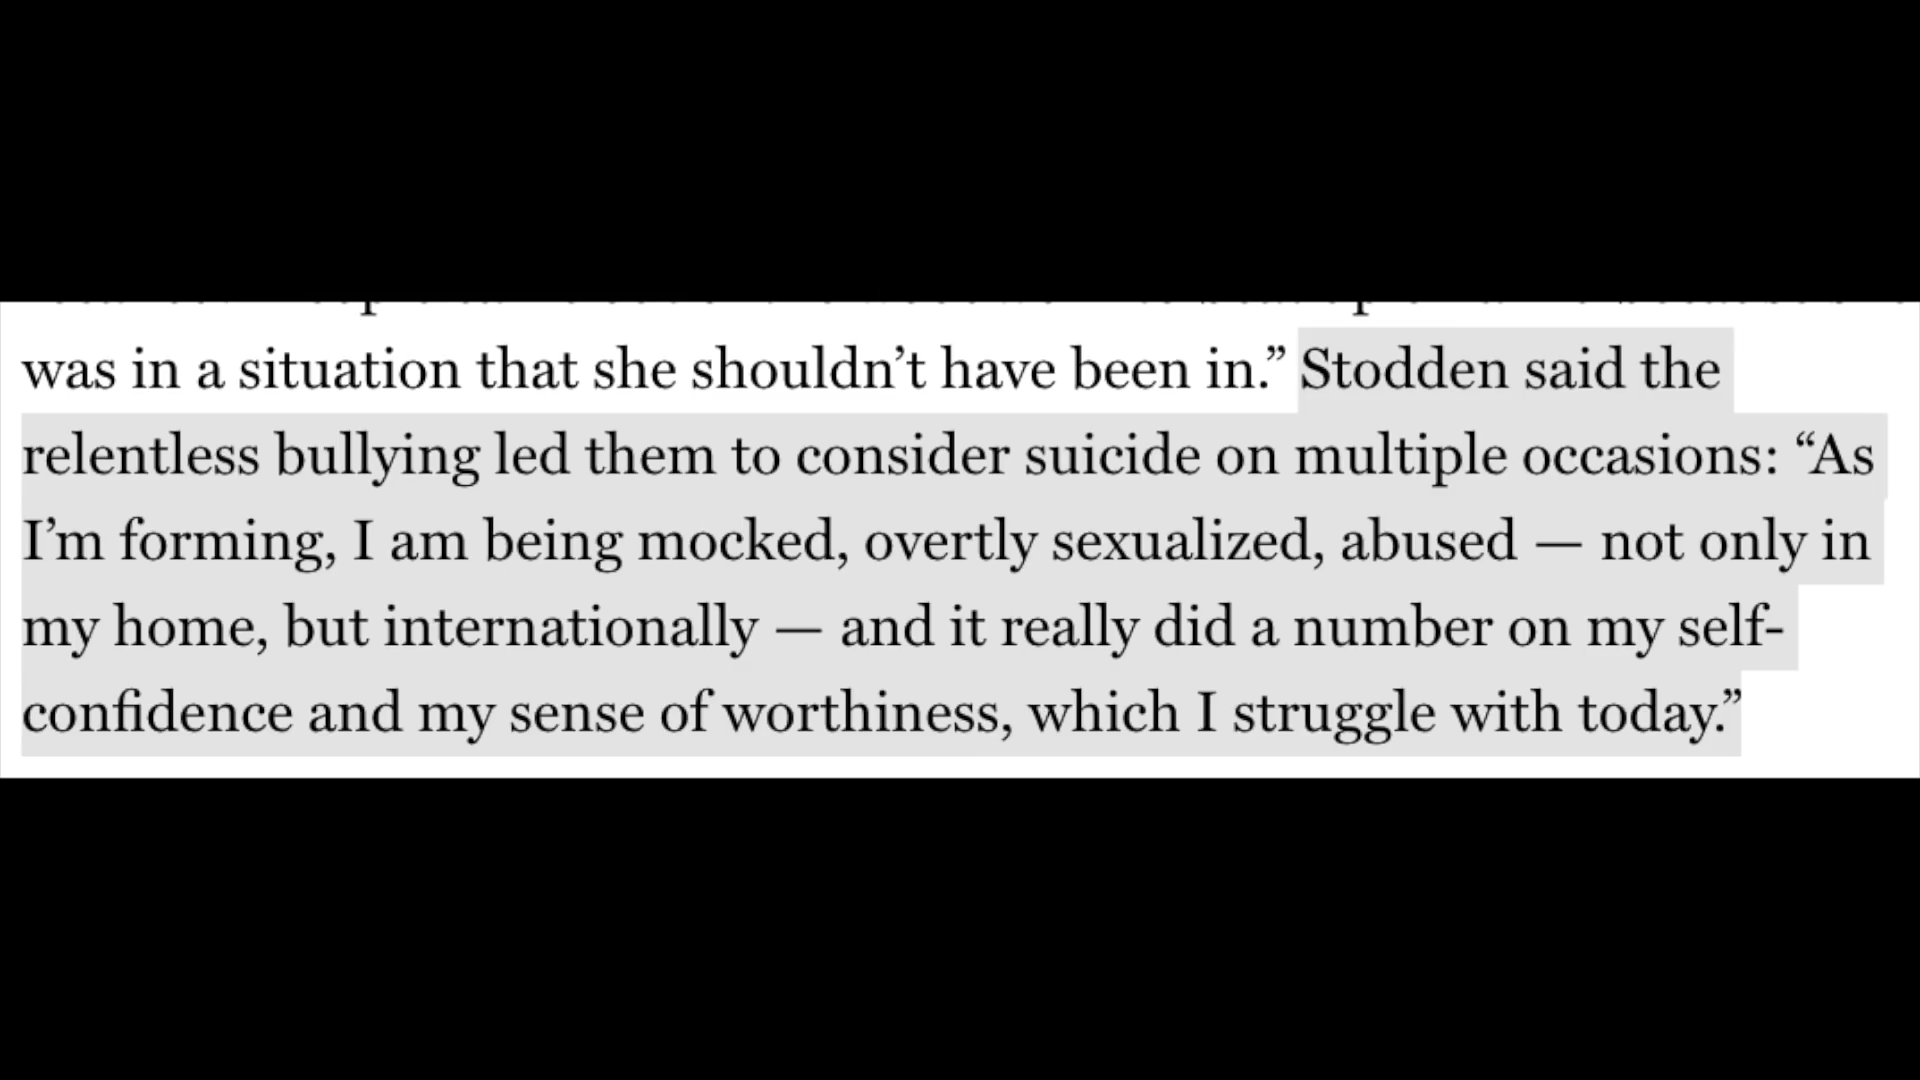 was in a situation that she shouldn’t have been in.” Stodden said the
relentless bullying led them to consider suicide on multiple occasions: “As
I’m forming, I am being mocked, overtly sexualized, abused — not only in
my home, but internationally — and it really did a number on my self-
confidence and my sense of worthiness, which I struggle with today.”